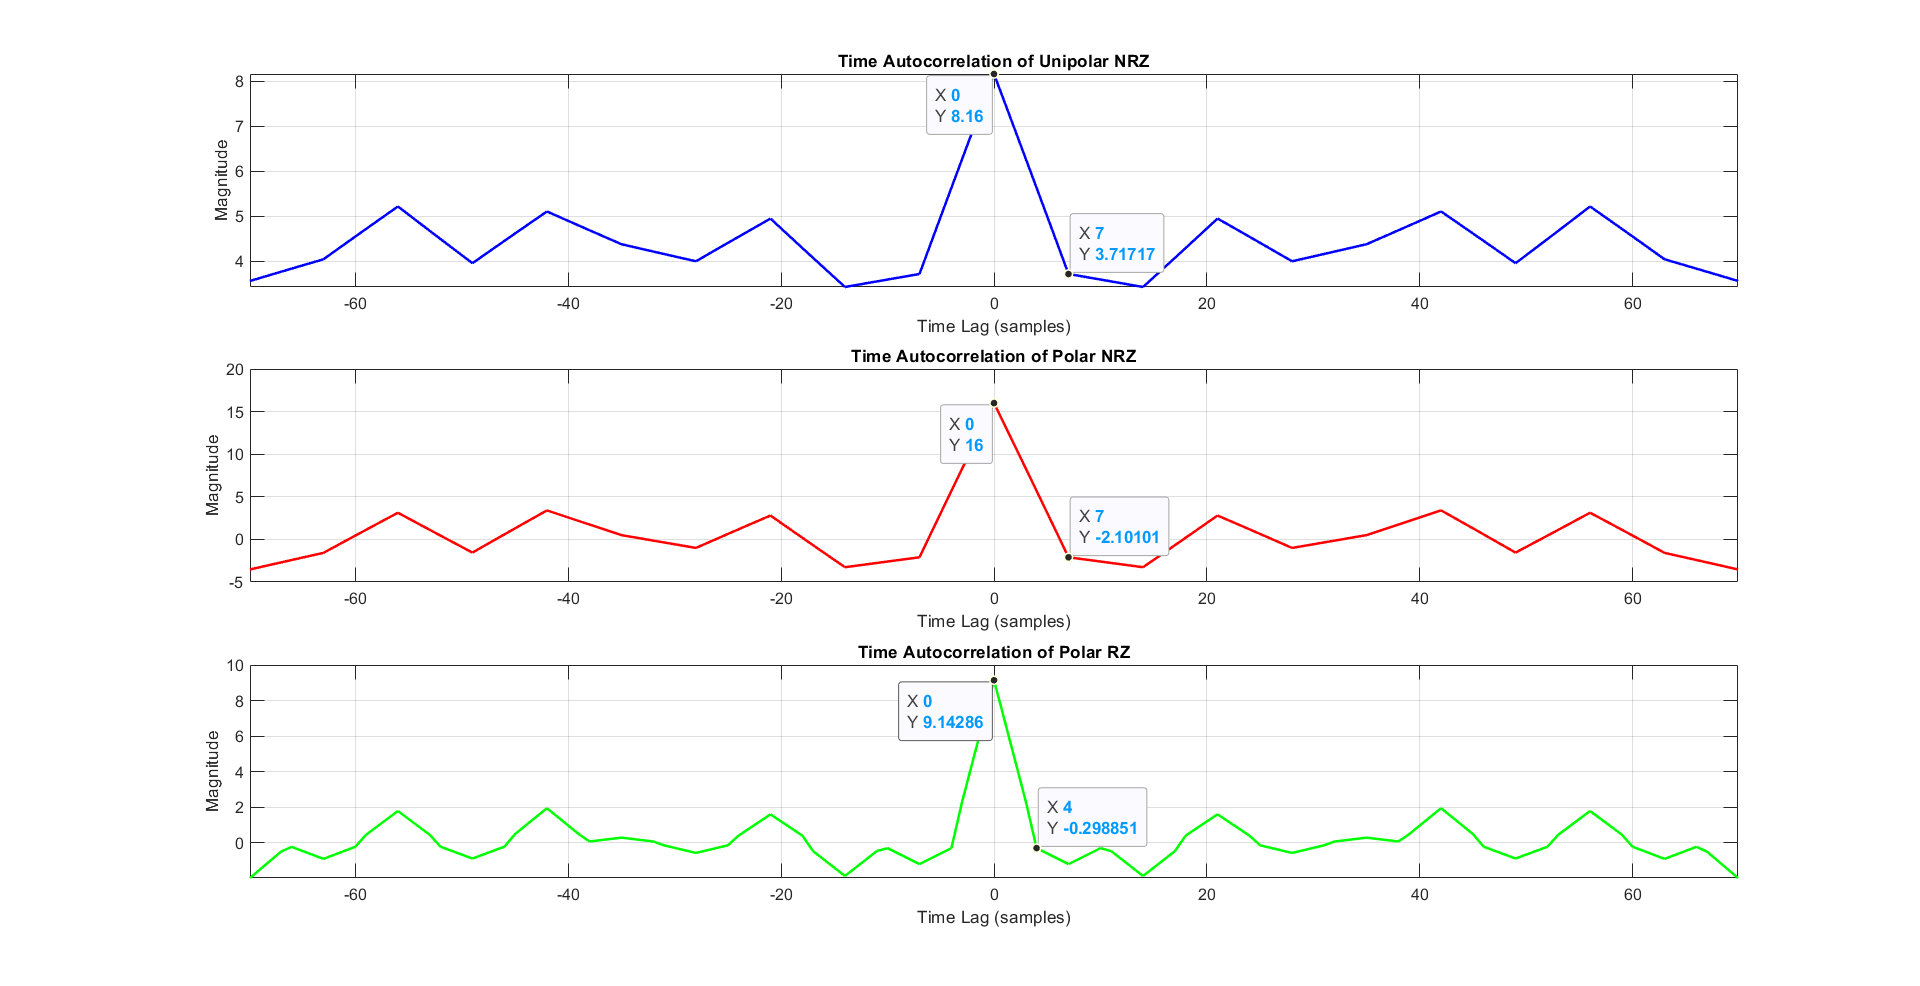 Time Autocorrelation of Unipolar NRZ
8
7
6
5
4
Magnitude
X 0
Y 8.16
X 7
Y 3.71717
-60 -40 -20 0 20 40 60
Time Lag (samples)
Time Autocorrelation of Polar NRZ
20
15
10
5
0
-5
Magnitude
X 0
Y 16
X 7
Y -2.10101
-60 -40 -20 0 20 40 60
Time Lag (samples)
Time Autocorrelation of Polar RZ
10
8
6
4
2
0
Magnitude
X 0
Y 9.14286
X 4
Y -0.298851
-60 -40 -20 0 20 40 60
Time Lag (samples)